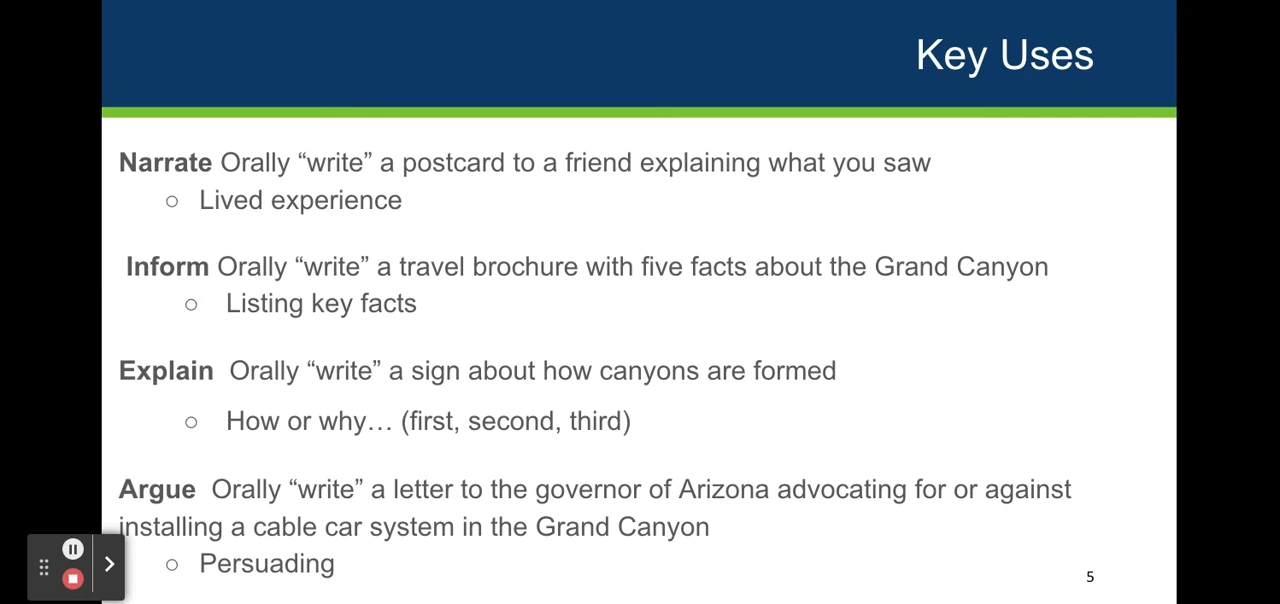 Key Uses
Narrate Orally “write” a postcard to a friend explaining what you saw
○ Lived experience
Inform Orally “write” a travel brochure with five facts about the Grand Canyon
○ Listing key facts
Explain Orally “write” a sign about how canyons are formed
○ How or why… (first, second, third)
Argue Orally “write” a letter to the governor of Arizona advocating for or against
installing a cable car system in the Grand Canyon
○ Persuading
5